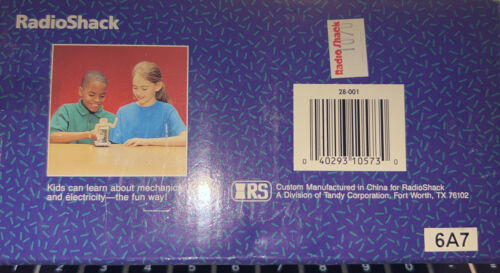 RadioShack
Radio Shack
1070
28-001
0 40293 10573 0
Kids can learn about mechanics
and electricity—the fun way!
RS
Custom Manufactured in China for RadioShack
A Division of Tandy Corporation, Fort Worth, TX 76102
6A7